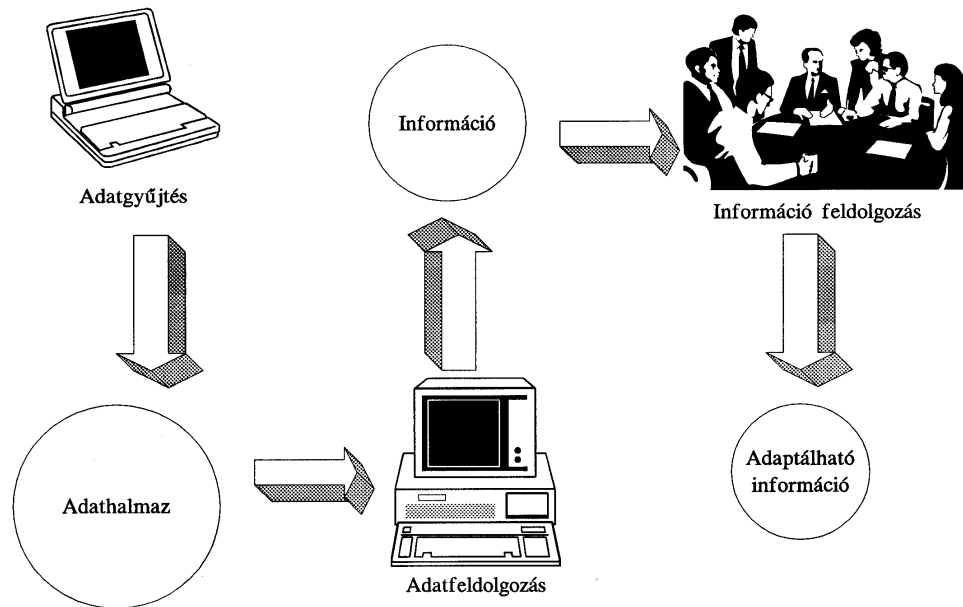 Adatgyűjtés
Adathalmaz
Adatfeldolgozás
Információ
Információ feldolgozás
Adaptálható
információ